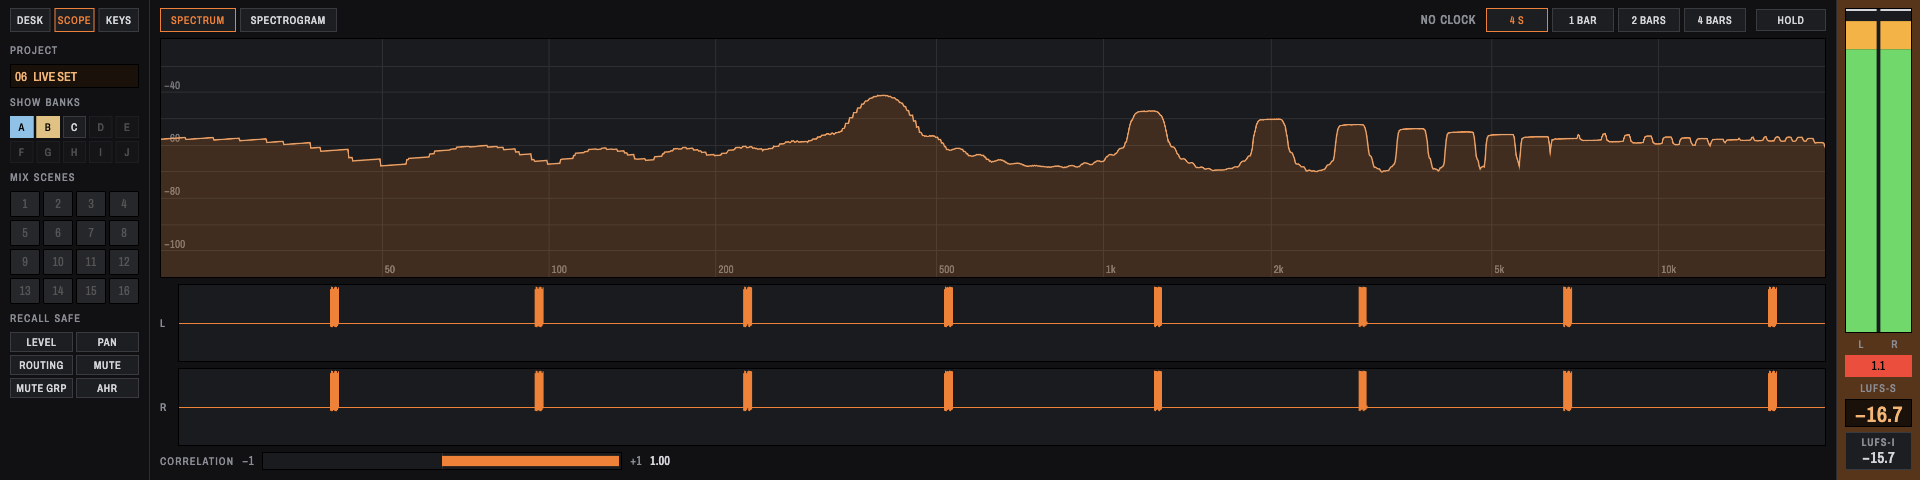 DESK SCOPE KEYS
SPECTRUM SPECTROGRAM
NO CLOCK 4 S 1 BAR 2 BARS 4 BARS HOLD
PROJECT
06 LIVE SET
SHOW BANKS
A B C D E
F G H I J
MIX SCENES
1 2 3 4
5 6 7 8
9 10 11 12
13 14 15 16
RECALL SAFE
LEVEL PAN
ROUTING MUTE
MUTE GRP AHR
−40
−60
−80
−100
50 100 200 500 1k 2k 5k 10k
L
R
CORRELATION −1 +1 1.00
L R
1.1
LUFS-S
−16.7
LUFS-I
−15.7